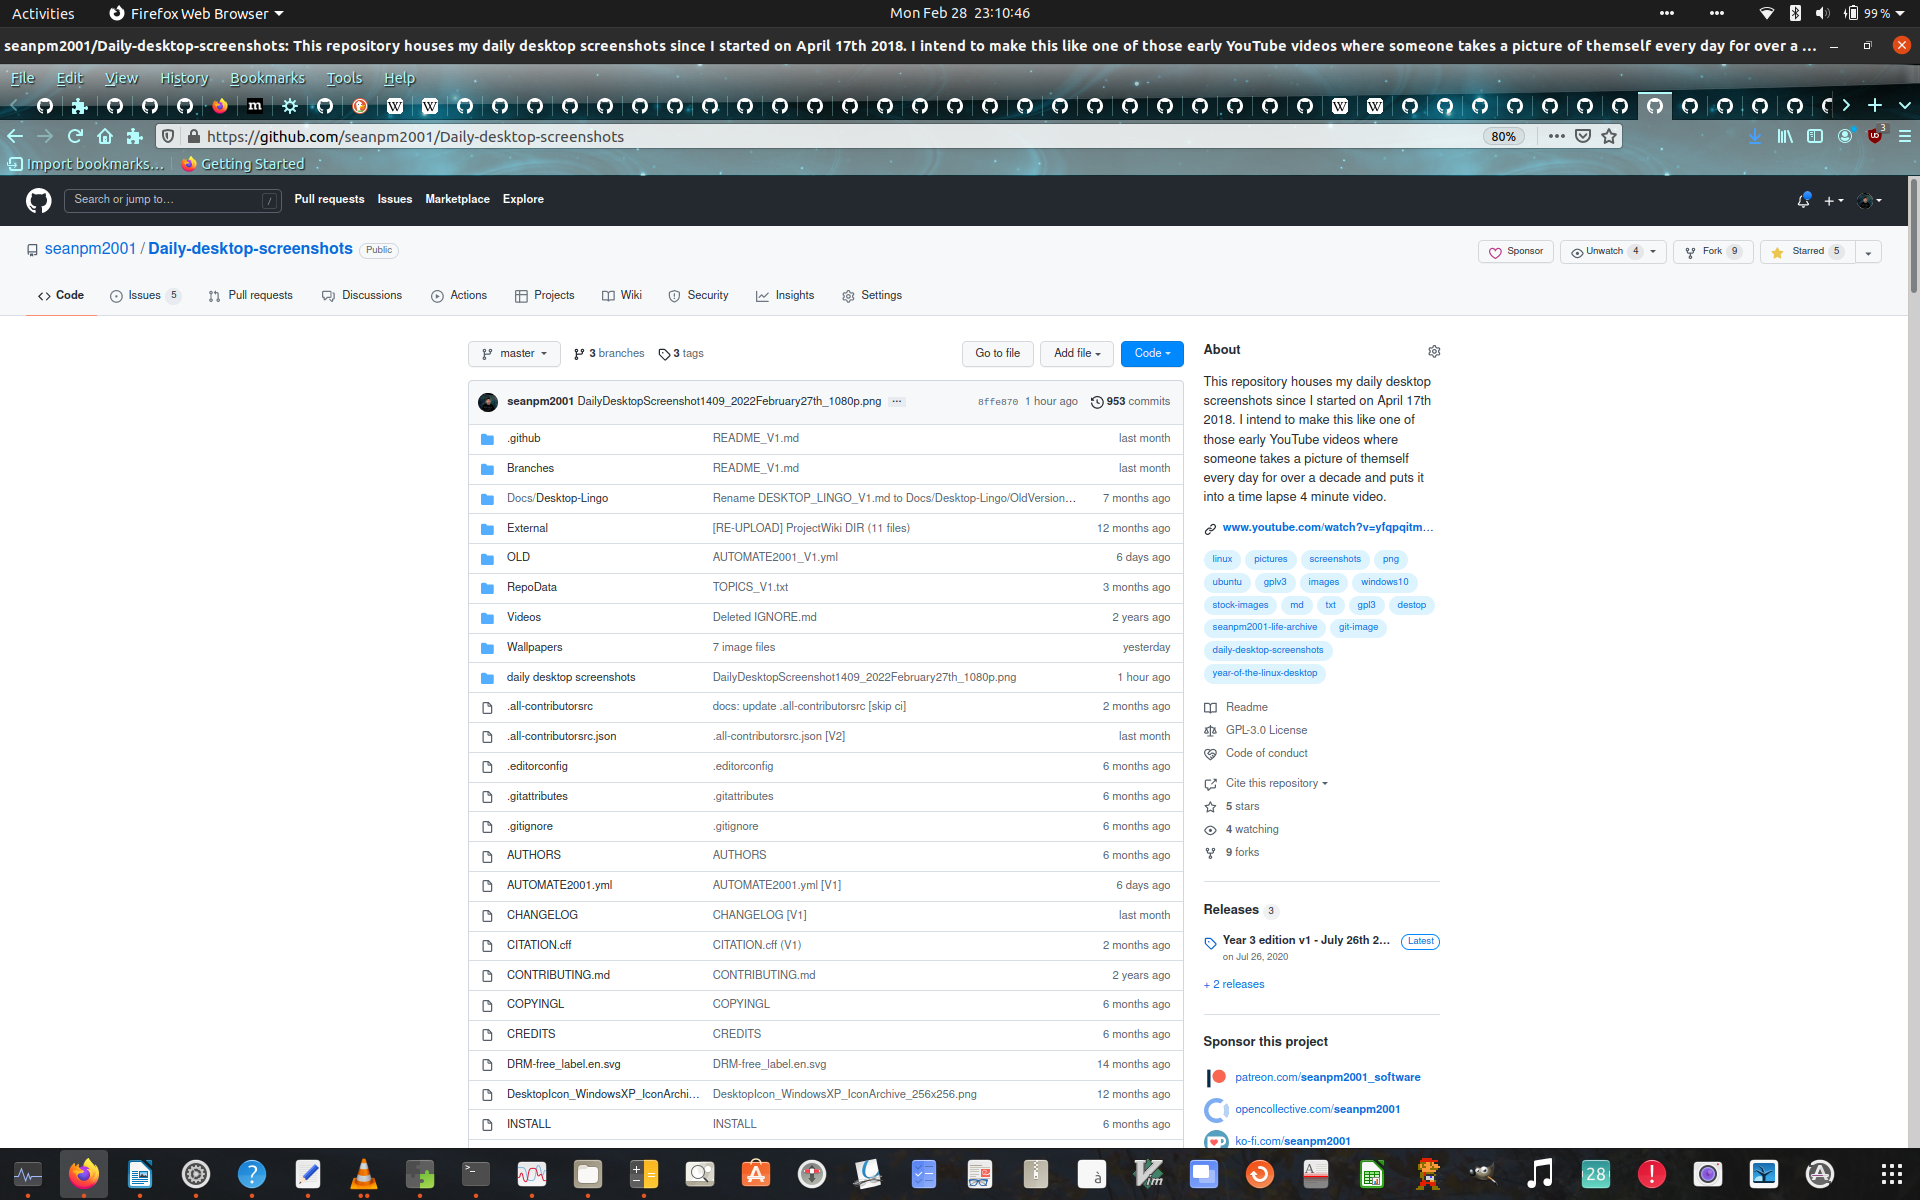 Activities Firefox Web Browser Mon Feb 28 23:10:46 99 %
seanpm2001/Daily-desktop-screenshots: This repository houses my daily desktop screenshots since I started on April 17th 2018. I intend to make this like one of those early YouTube videos where someone takes a picture of themself every day for over a ...
File Edit View History Bookmarks Tools Help
https://github.com/seanpm2001/Daily-desktop-screenshots 80% 3
Import bookmarks... Getting Started
Search or jump to... / Pull requests Issues Marketplace Explore
seanpm2001 / Daily-desktop-screenshots Public Sponsor Unwatch 4 Fork 9 Starred 5
Code Issues 5 Pull requests Discussions Actions Projects Wiki Security Insights Settings
master 3 branches 3 tags Go to file Add file Code
seanpm2001 DailyDesktopScreenshot1409_2022February27th_1080p.png ... 8ffe870 1 hour ago 953 commits
.github README_V1.md last month
Branches README_V1.md last month
Docs/Desktop-Lingo Rename DESKTOP_LINGO_V1.md to Docs/Desktop-Lingo/OldVersion... 7 months ago
External [RE-UPLOAD] ProjectWiki DIR (11 files) 12 months ago
OLD AUTOMATE2001_V1.yml 6 days ago
RepoData TOPICS_V1.txt 3 months ago
Videos Deleted IGNORE.md 2 years ago
Wallpapers 7 image files yesterday
daily desktop screenshots DailyDesktopScreenshot1409_2022February27th_1080p.png 1 hour ago
.all-contributorsrc docs: update .all-contributorsrc [skip ci] 2 months ago
.all-contributorsrc.json .all-contributorsrc.json [V2] last month
.editorconfig .editorconfig 6 months ago
.gitattributes .gitattributes 6 months ago
.gitignore .gitignore 6 months ago
AUTHORS AUTHORS 6 months ago
AUTOMATE2001.yml AUTOMATE2001.yml [V1] 6 days ago
CHANGELOG CHANGELOG [V1] last month
CITATION.cff CITATION.cff (V1) 2 months ago
CONTRIBUTING.md CONTRIBUTING.md 2 years ago
COPYINGL COPYINGL 6 months ago
CREDITS CREDITS 6 months ago
DRM-free_label.en.svg DRM-free_label.en.svg 14 months ago
DesktopIcon_WindowsXP_IconArchi... DesktopIcon_WindowsXP_IconArchive_256x256.png 12 months ago
INSTALL INSTALL 6 months ago
About
This repository houses my daily desktop
screenshots since I started on April 17th
2018. I intend to make this like one of
those early YouTube videos where
someone takes a picture of themself
every day for over a decade and puts it
into a time lapse 4 minute video.
www.youtube.com/watch?v=yfqpqitm...
linux pictures screenshots png
ubuntu gplv3 images windows10
stock-images md txt gpl3 destop
seanpm2001-life-archive git-image
daily-desktop-screenshots
year-of-the-linux-desktop
Readme
GPL-3.0 License
Code of conduct
Cite this repository
5 stars
4 watching
9 forks
Releases 3
Year 3 edition v1 - July 26th 2... Latest
on Jul 26, 2020
+ 2 releases
Sponsor this project
patreon.com/seanpm2001_software
opencollective.com/seanpm2001
ko-fi.com/seanpm2001
28